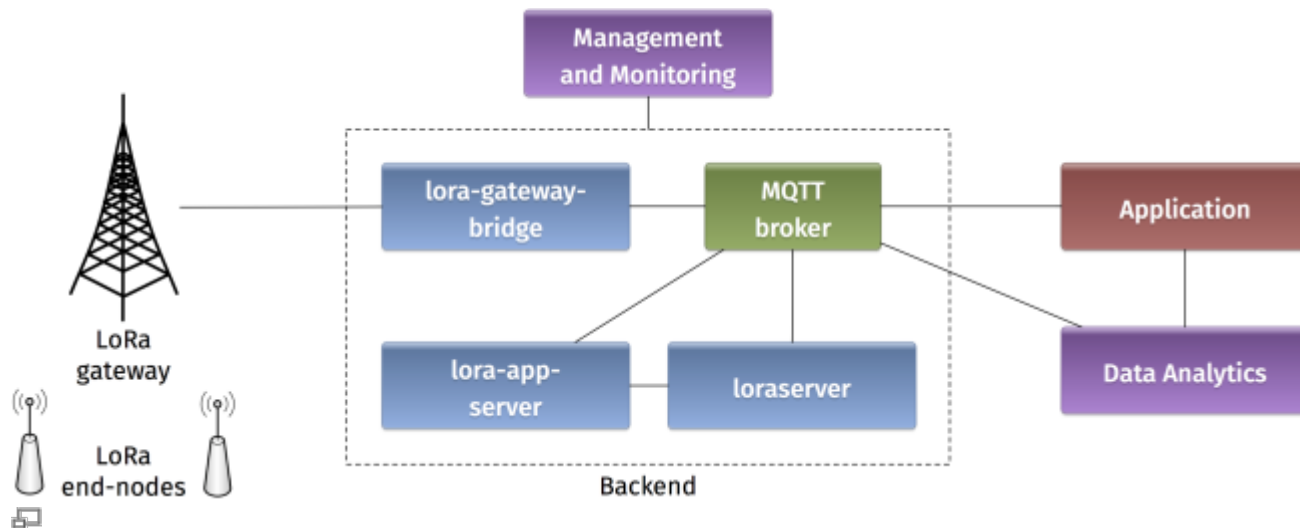 Management
and Monitoring
lora-gateway-
bridge
MQTT
broker
Application
LoRa
gateway
lora-app-
server
loraserver
Data Analytics
LoRa
end-nodes
Backend